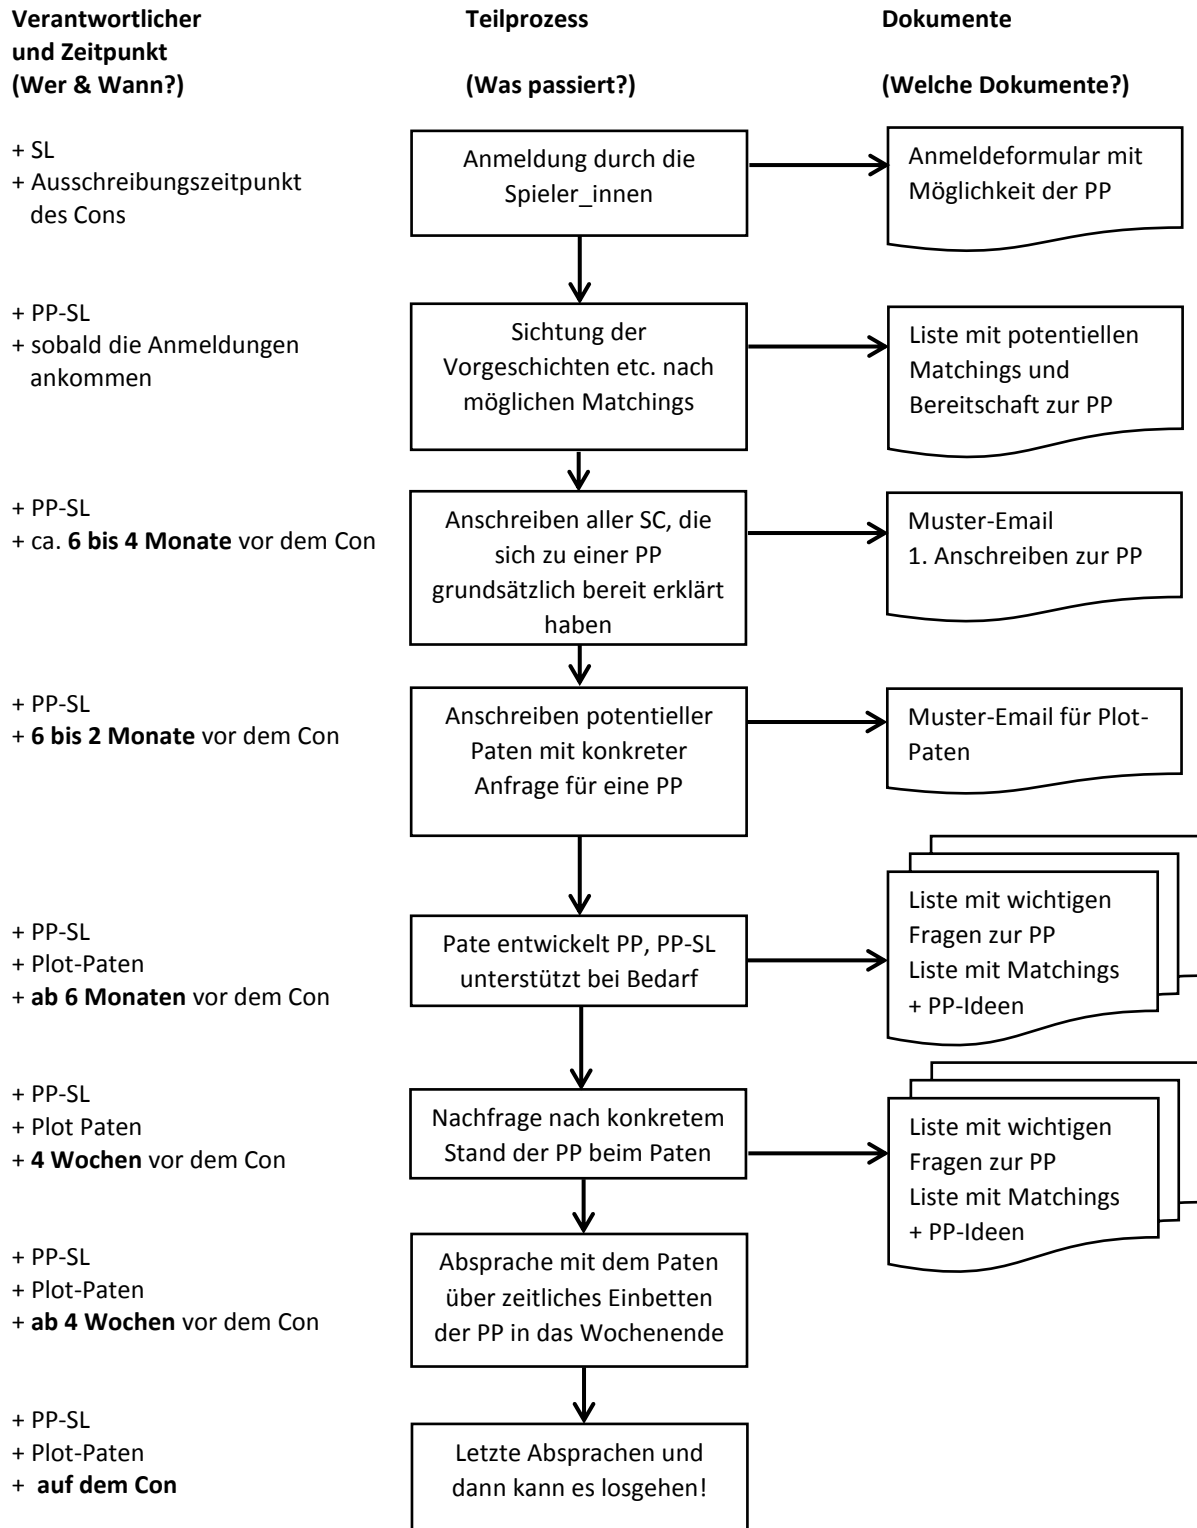 Verantwortlicher
und Zeitpunkt
(Wer & Wann?)
Teilprozess
(Was passiert?)
Dokumente
(Welche Dokumente?)
+ SL
+ Ausschreibungszeitpunkt
des Cons
Anmeldung durch die
Spieler_innen
Anmeldeformular mit
Möglichkeit der PP
+ PP-SL
+ sobald die Anmeldungen
ankommen
Sichtung der
Vorgeschichten etc. nach
möglichen Matchings
Liste mit potentiellen
Matchings und
Bereitschaft zur PP
+ PP-SL
+ ca. 6 bis 4 Monate vor dem Con
Anschreiben aller SC, die
sich zu einer PP
grundsätzlich bereit erklärt
haben
Muster-Email
1. Anschreiben zur PP
+ PP-SL
+ 6 bis 2 Monate vor dem Con
Anschreiben potentieller
Paten mit konkreter
Anfrage für eine PP
Muster-Email für Plot-
Paten
+ PP-SL
+ Plot-Paten
+ ab 6 Monaten vor dem Con
Pate entwickelt PP, PP-SL
unterstützt bei Bedarf
Liste mit wichtigen
Fragen zur PP
Liste mit Matchings
+ PP-Ideen
+ PP-SL
+ Plot Paten
+ 4 Wochen vor dem Con
Nachfrage nach konkretem
Stand der PP beim Paten
Liste mit wichtigen
Fragen zur PP
Liste mit Matchings
+ PP-Ideen
+ PP-SL
+ Plot-Paten
+ ab 4 Wochen vor dem Con
Absprache mit dem Paten
über zeitliches Einbetten
der PP in das Wochenende
+ PP-SL
+ Plot-Paten
+ auf dem Con
Letzte Absprachen und
dann kann es losgehen!